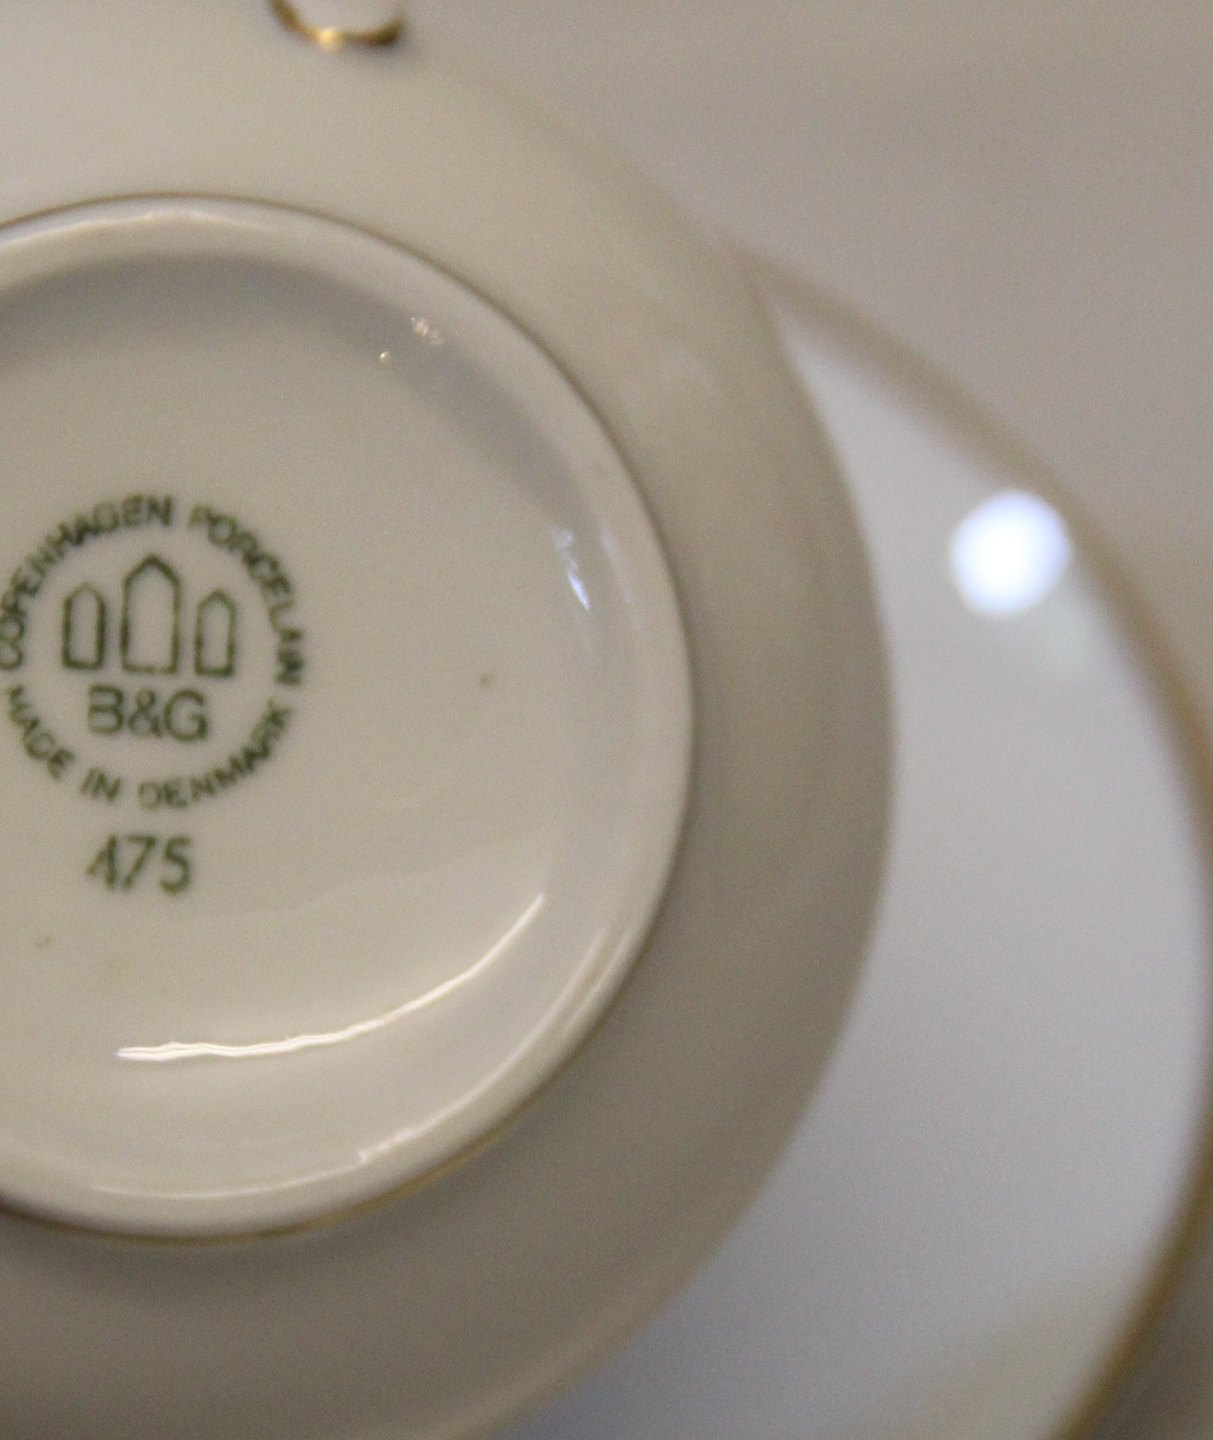 COPENHAGEN PORCELAIN
B&G
MADE IN DENMARK
475